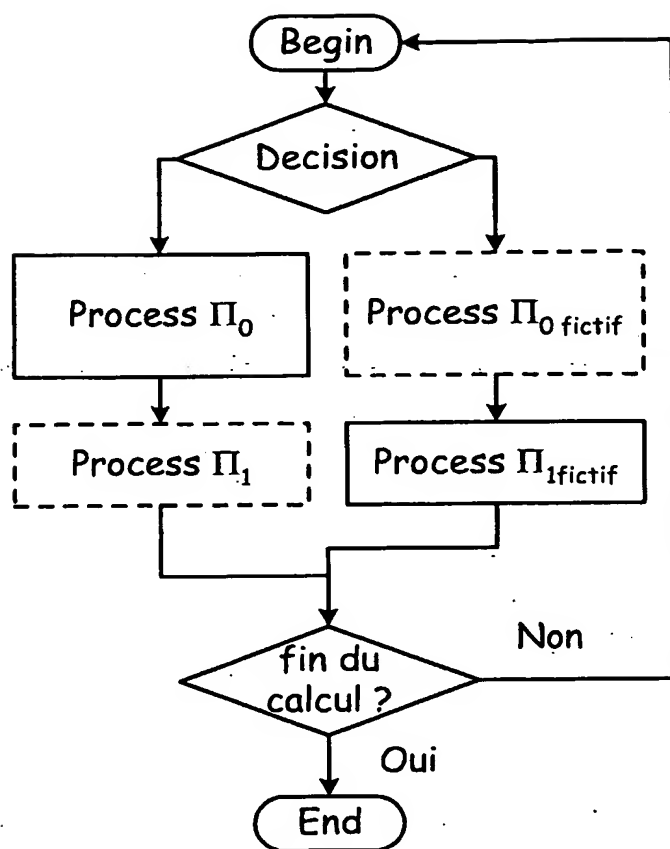 Begin
Decision
Process Π₀
Process Π₀ fictif
Process Π₁
Process Π₁fictif
fin du
calcul ?
Non
Oui
End